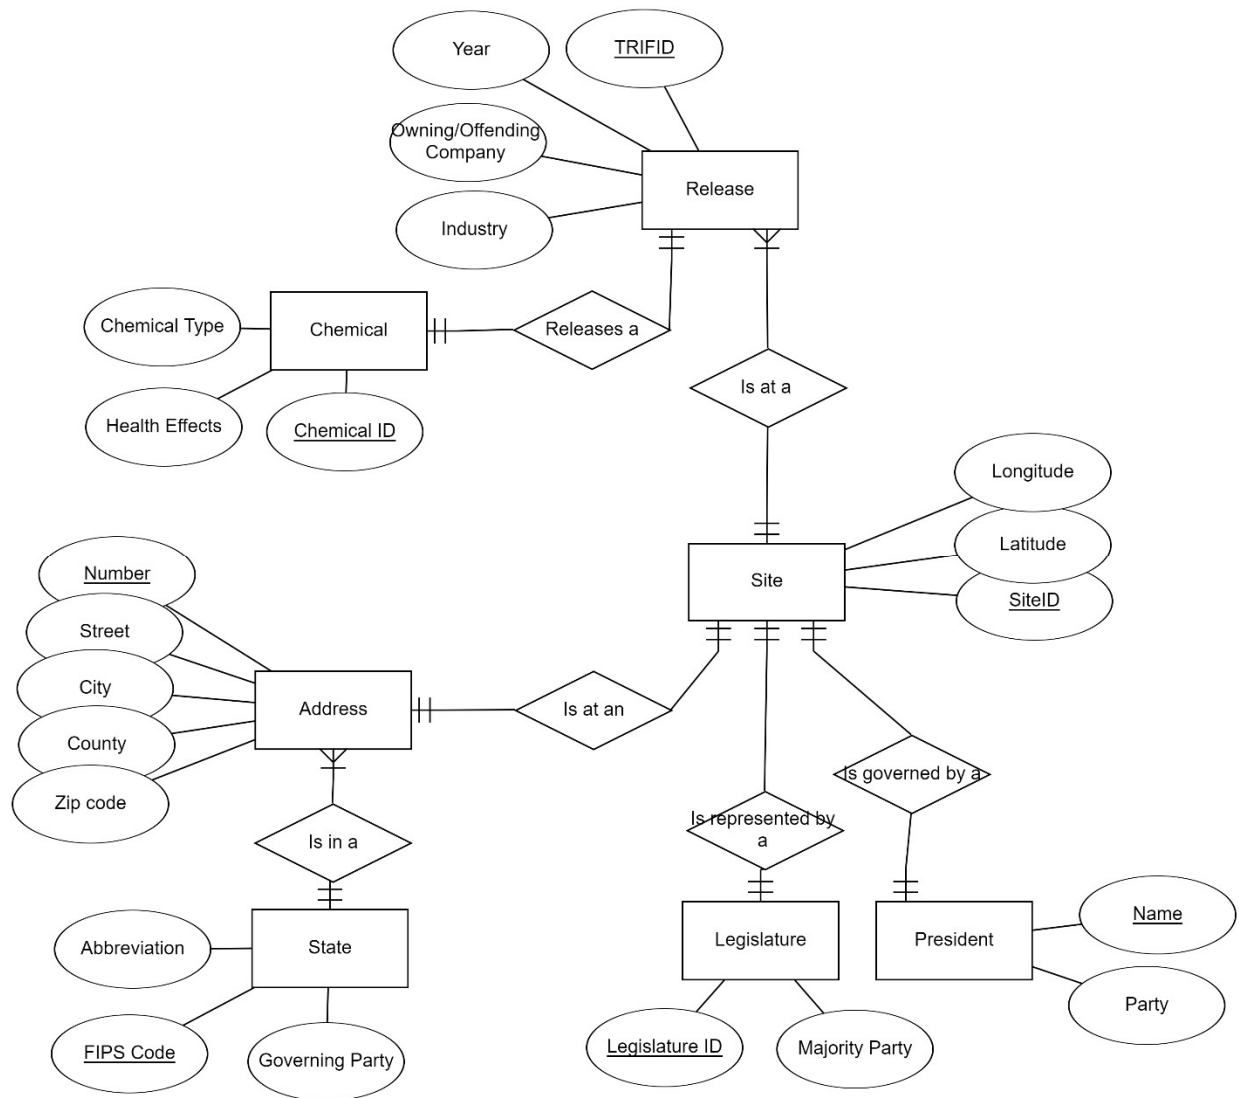 Year
TRIFID
Owning/Offending
Company
Release
Industry
Chemical Type
Chemical
Releases a
Health Effects
Chemical ID
Is at a
Longitude
Latitude
SiteID
Site
Number
Street
City
County
Zip code
Address
Is at an
Is governed by a
Is represented by
a
Is in a
Abbreviation
State
FIPS Code
Governing Party
Legislature
President
Name
Party
Legislature ID
Majority Party